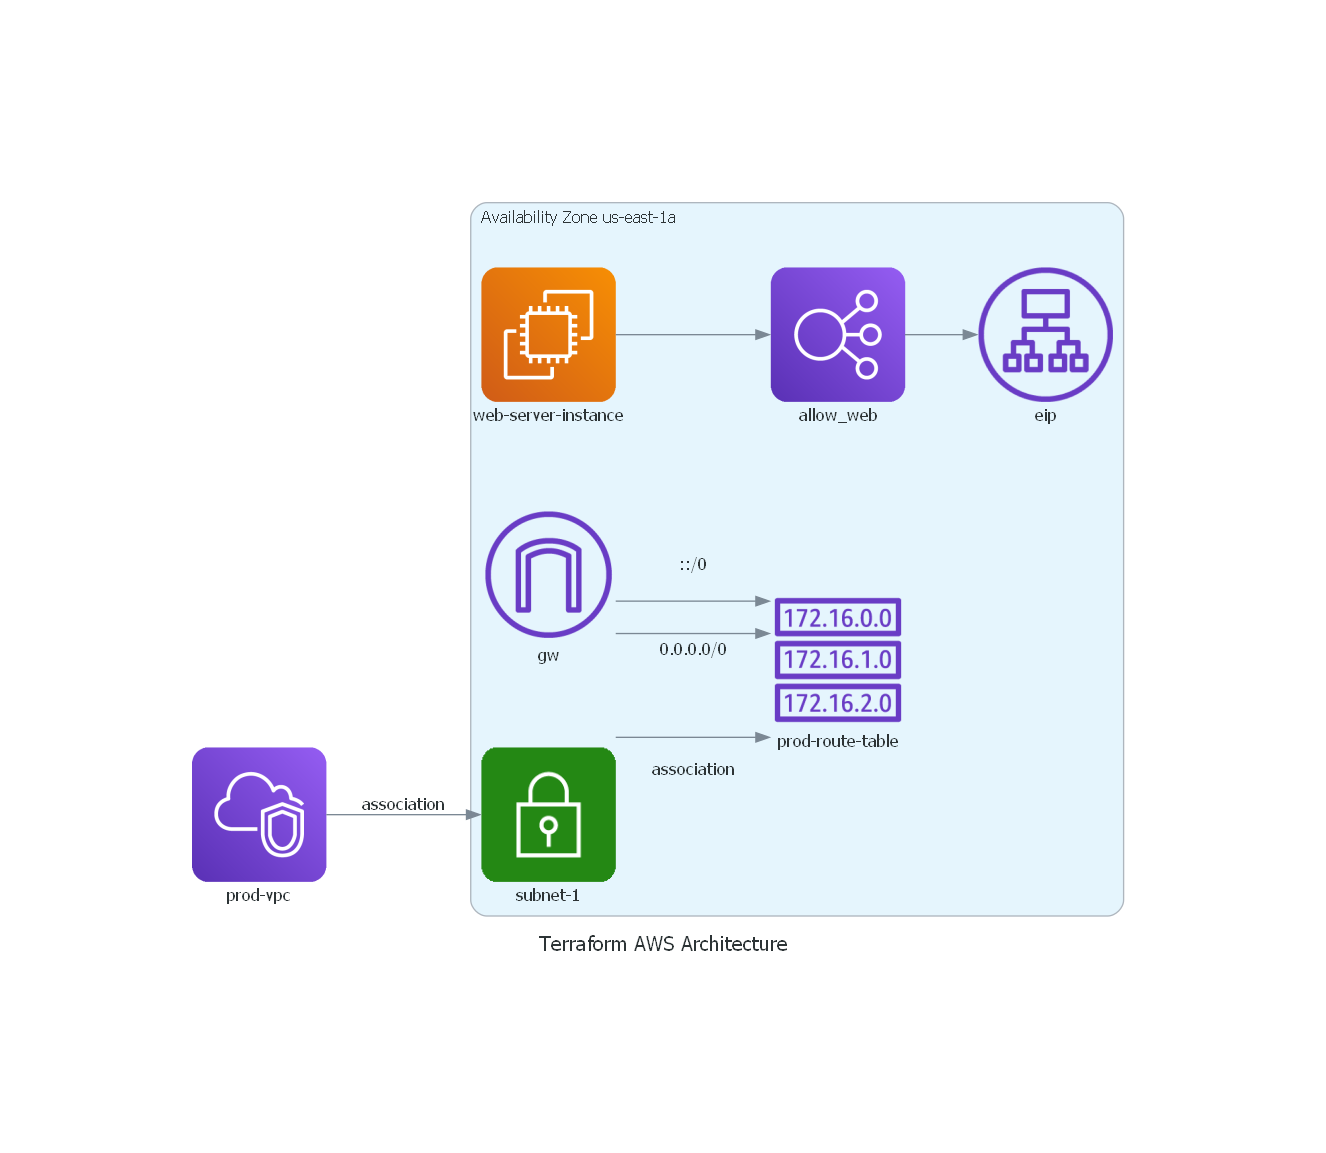 Availability Zone us-east-1a
web-server-instance
allow_web
eip
::/0
gw
0.0.0.0/0
172.16.0.0
172.16.1.0
172.16.2.0
prod-route-table
association
association
prod-vpc
subnet-1
Terraform AWS Architecture